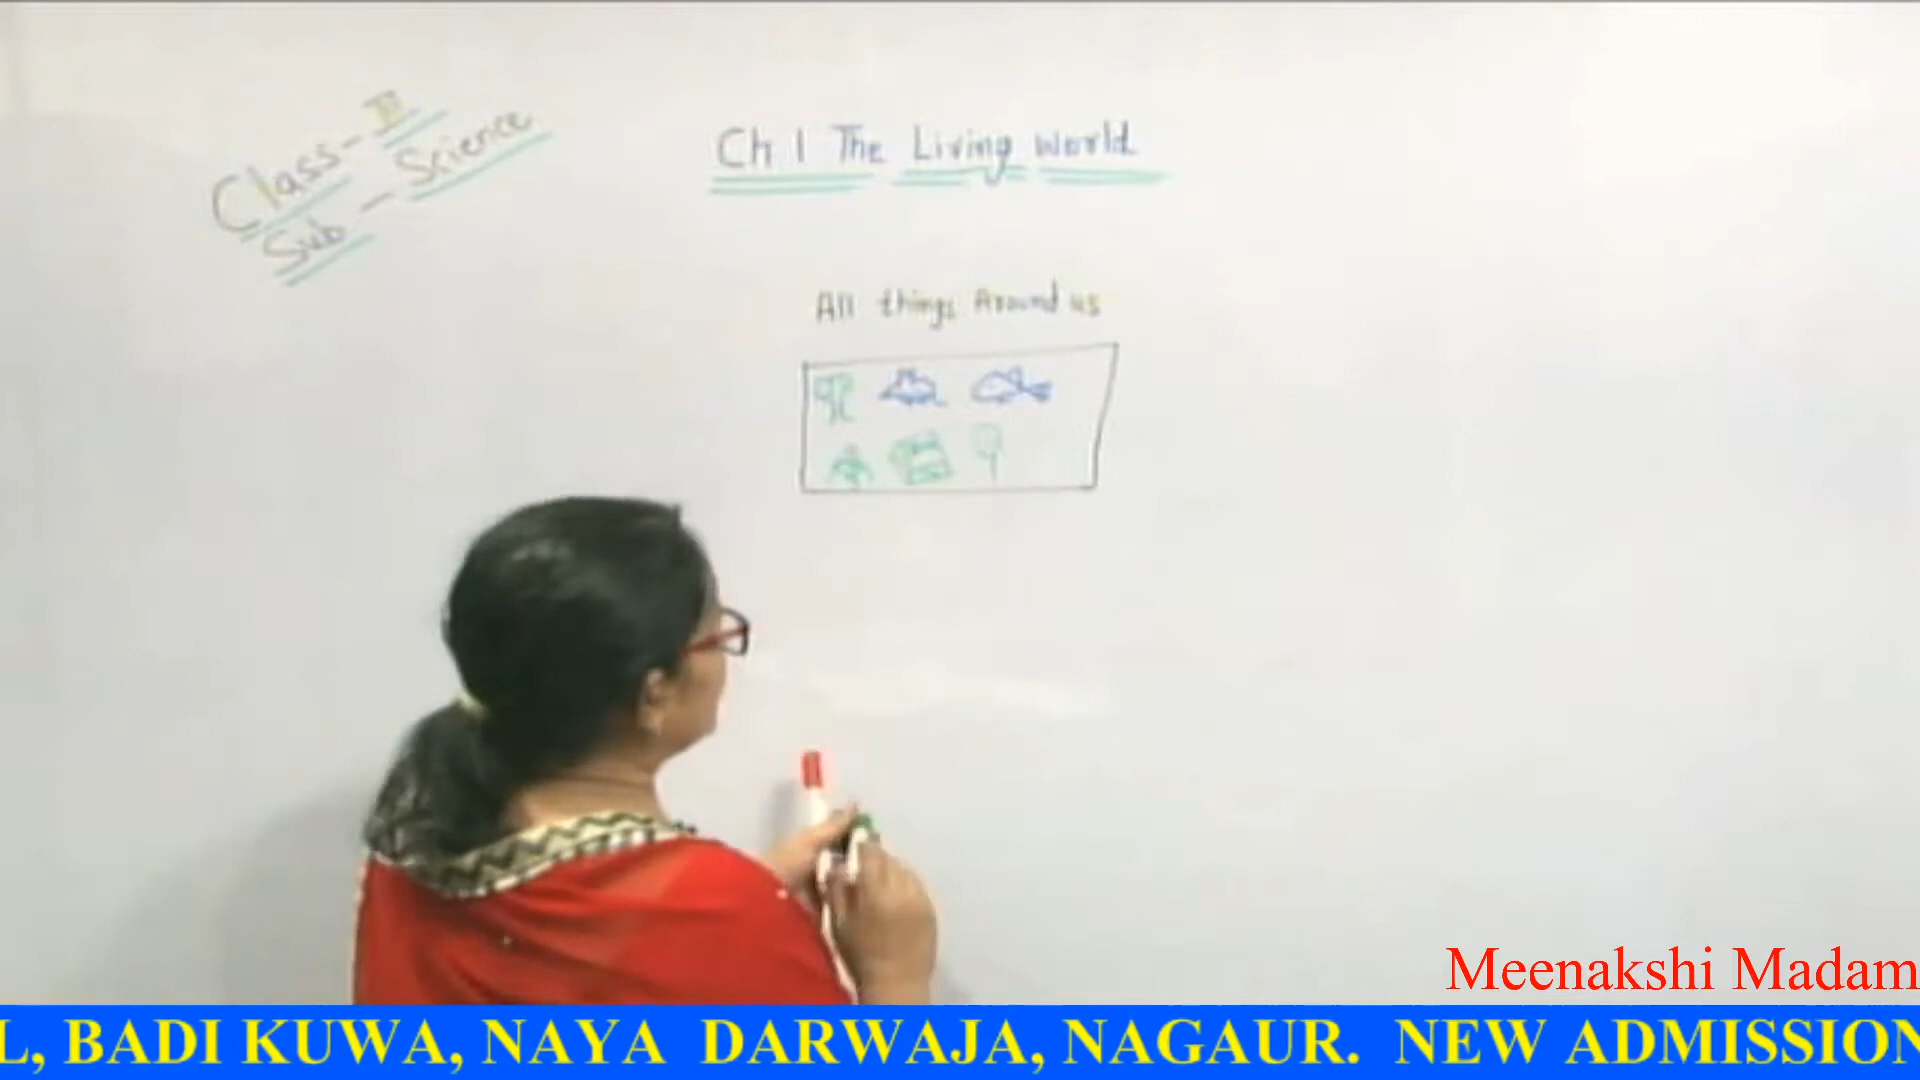 Class- III
Sub - Science
Ch 1 The Living World
All things Around us
Meenakshi Madam
L, BADI KUWA, NAYA DARWAJA, NAGAUR. NEW ADMISSION